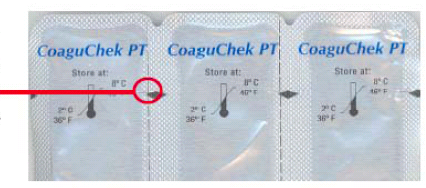 CoaguChek PT CoaguChek PT CoaguChek PT
Store at: Store at: Store at:
8° C 8° C 8° C
46° F 46° F
2° C 2° C 2° C
36° F 36° F 36° F